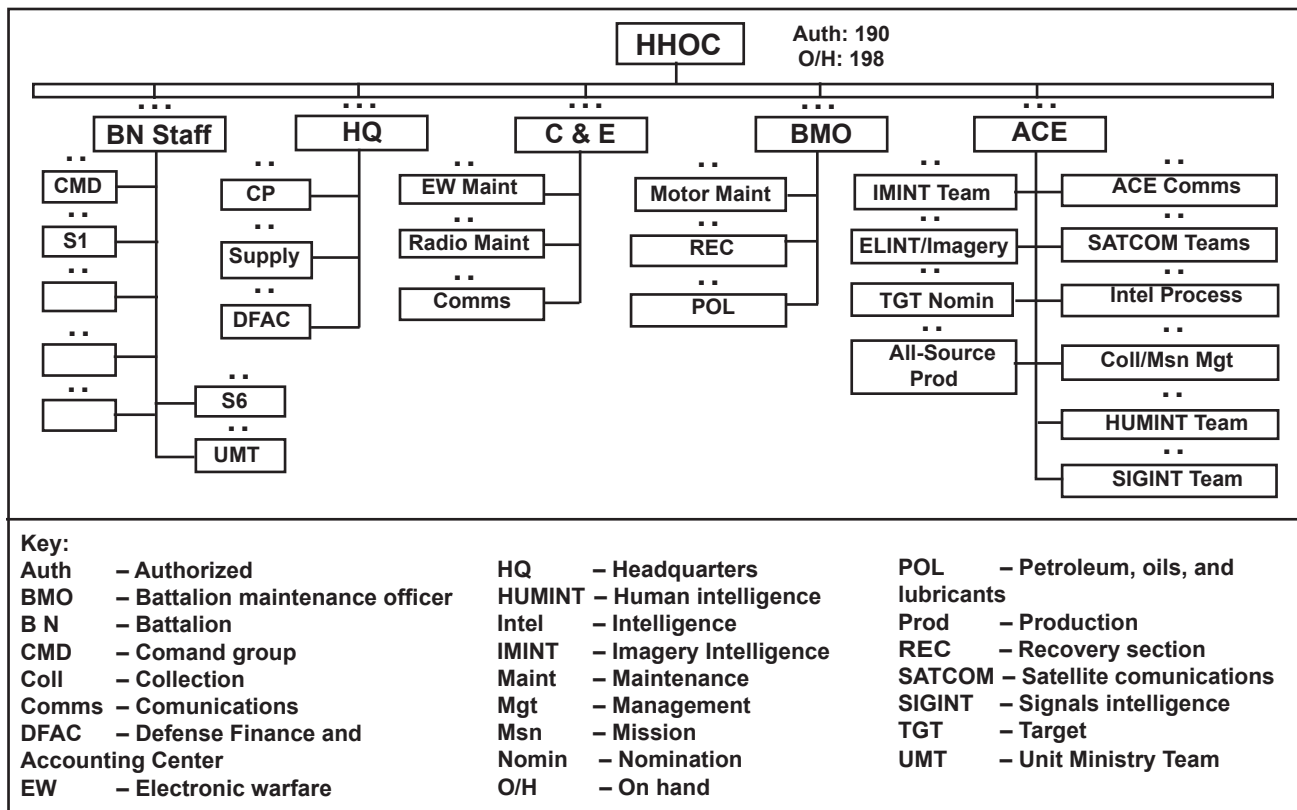 HHOC
Auth: 190
O/H: 198
BN Staff
HQ
C & E
BMO
ACE
CMD
S1
S6
UMT
CP
Supply
DFAC
EW Maint
Radio Maint
Comms
Motor Maint
REC
POL
IMINT Team
ELINT/Imagery
TGT Nomin
All-Source
Prod
ACE Comms
SATCOM Teams
Intel Process
Coll/Msn Mgt
HUMINT Team
SIGINT Team
Key:
Auth – Authorized
BMO – Battalion maintenance officer
B N – Battalion
CMD – Comand group
Coll – Collection
Comms – Comunications
DFAC – Defense Finance and
Accounting Center
EW – Electronic warfare
HQ – Headquarters
HUMINT – Human intelligence
Intel – Intelligence
IMINT – Imagery Intelligence
Maint – Maintenance
Mgt – Management
Msn – Mission
Nomin – Nomination
O/H – On hand
POL – Petroleum, oils, and
lubricants
Prod – Production
REC – Recovery section
SATCOM – Satellite comunications
SIGINT – Signals intelligence
TGT – Target
UMT – Unit Ministry Team